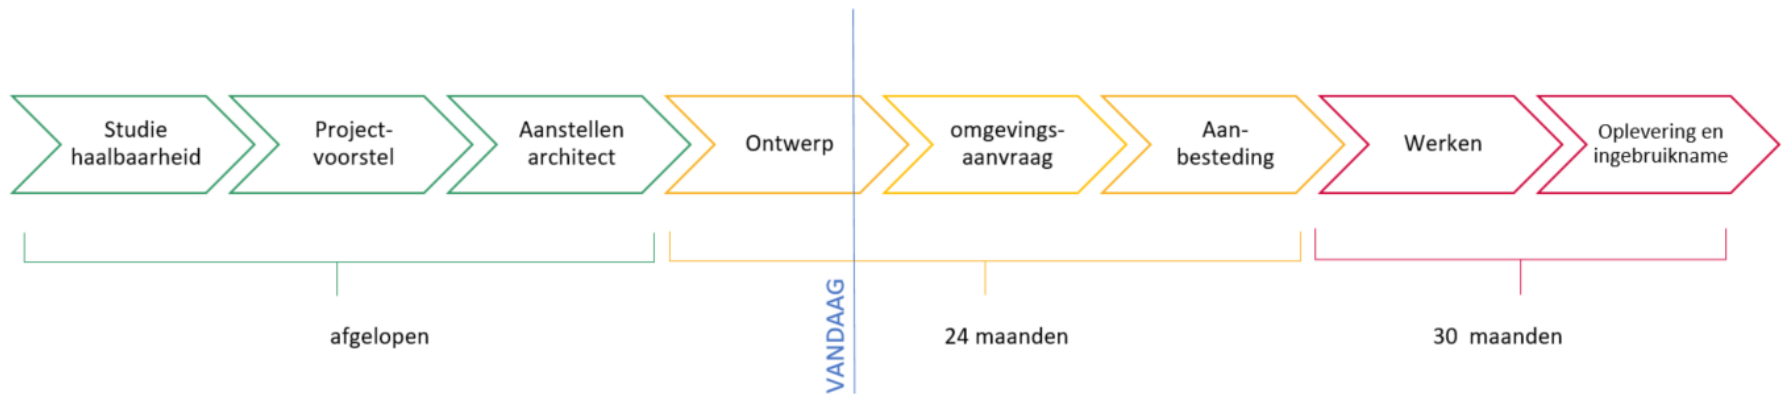 Studie
haalbaarheid
Project-
voorstel
Aanstellen
architect
Ontwerp
omgevings-
aanvraag
Aan-
besteding
Werken
Oplevering en
ingebruikname
afgelopen
VANDAAG
24 maanden
30 maanden